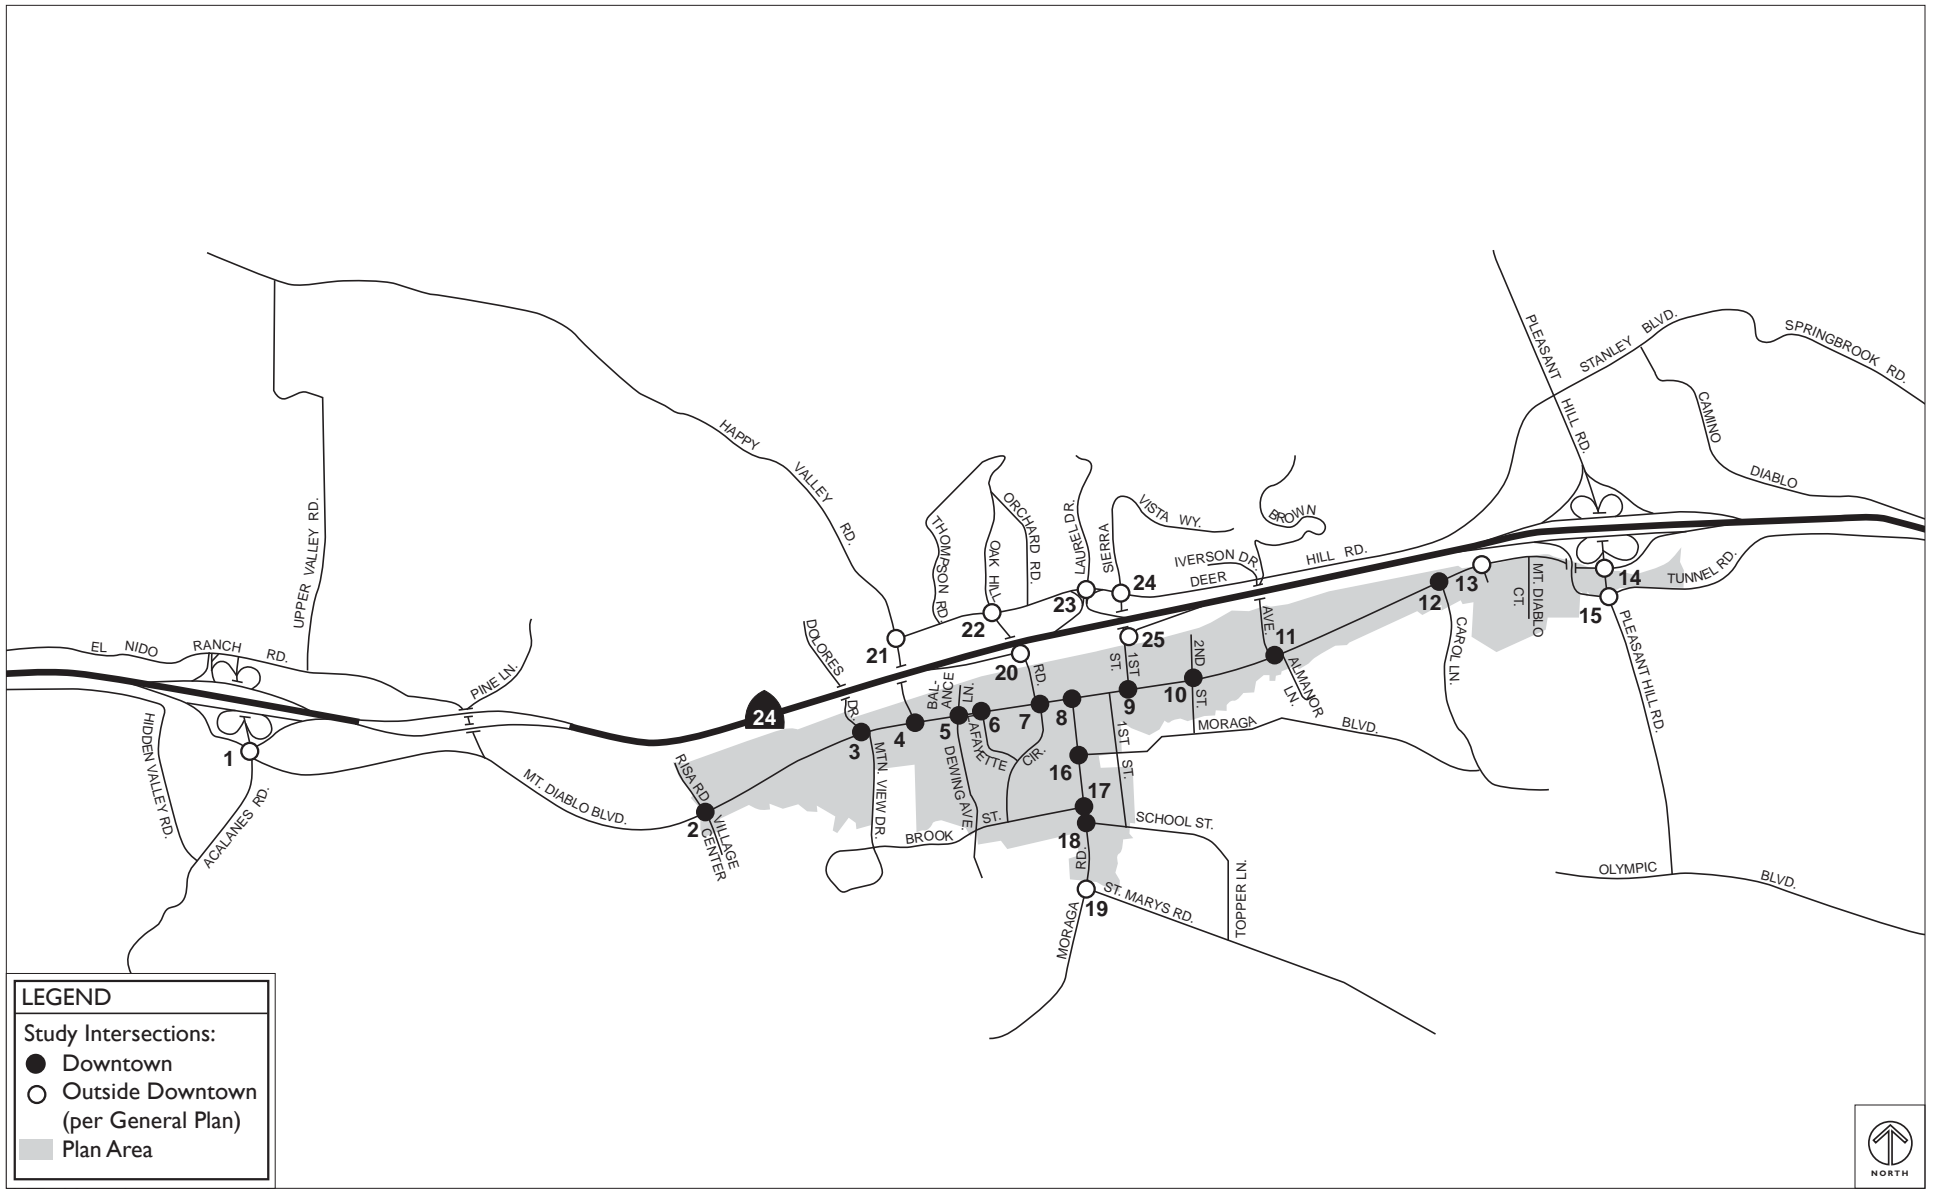 PLEASANT
HILL RD.
STANLEY BLVD.
SPRINGBROOK RD.
CAMINO
DIABLO
HAPPY
VALLEY
RD.
UPPER VALLEY RD.
THOMPSON RD.
OAK HILL
RD.
ORCHARD RD.
LAUREL DR.
SIERRA
VISTA WY.
BROWN
AVE.
IVERSON DR.
DEER
HILL RD.
EL NIDO
RANCH
RD.
PINE LN.
DOLORES
DR.
24
21
22
23
24
20
25
BAL-
ANCE
LN.
1ST
ST.
2ND
ST.
11
ALMANOR
LN.
12
13
MT. DIABLO
CT.
14
15
TUNNEL RD.
PLEASANT HILL RD.
CAROL LN.
HIDDEN VALLEY RD.
1
ACALANES RD.
MT. DIABLO BLVD.
RISA RD
2
VILLAGE
CENTER
3
4
5
6
7
8
9
10
MTN. VIEW DR.
DEWING AVE.
LAFAYETTE
CIR.
1ST
ST.
MORAGA
BLVD.
16
17
18
BROOK
ST.
SCHOOL ST.
RD.
MORAGA
19
ST. MARYS RD.
TOPPER LN.
OLYMPIC
BLVD.
LEGEND
Study Intersections:
Downtown
Outside Downtown
(per General Plan)
Plan Area
NORTH